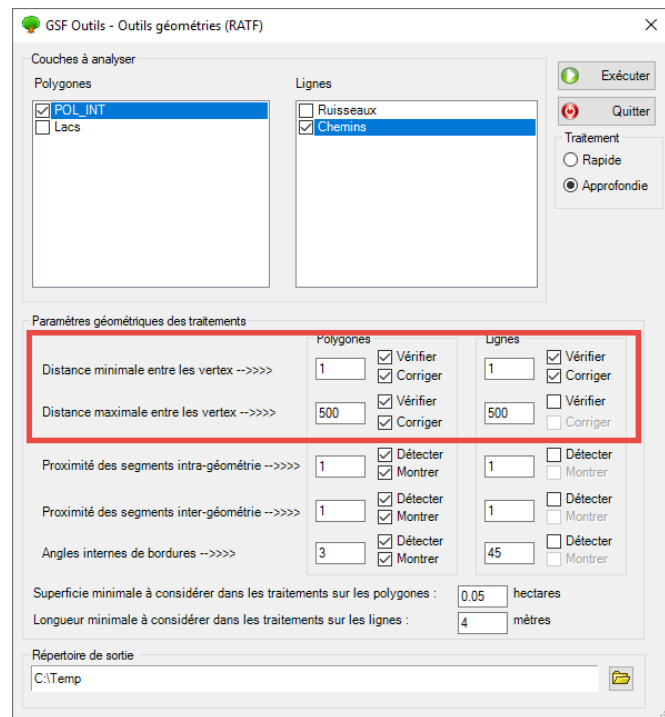 GSF Outils - Outils géométries (RATF)
Couches à analyser
Polygones
Lignes
POL_INT
Lacs
Ruisseaux
Chemins
Exécuter
Quitter
Traitement
Rapide
Approfondie
Paramètres géométriques des traitements
Polygones
Lignes
Distance minimale entre les vertex -->>>>
1
Vérifier
Corriger
1
Vérifier
Corriger
Distance maximale entre les vertex -->>>>
500
Vérifier
Corriger
500
Vérifier
Corriger
Proximité des segments intra-géométrie -->>>>
1
Détecter
Montrer
1
Détecter
Montrer
Proximité des segments inter-géométrie -->>>>
1
Détecter
Montrer
1
Détecter
Montrer
Angles internes de bordures -->>>>
3
Détecter
Montrer
45
Détecter
Montrer
Superficie minimale à considérer dans les traitements sur les polygones : 0.05 hectares
Longueur minimale à considérer dans les traitements sur les lignes : 4 mètres
Répertoire de sortie
C:\Temp